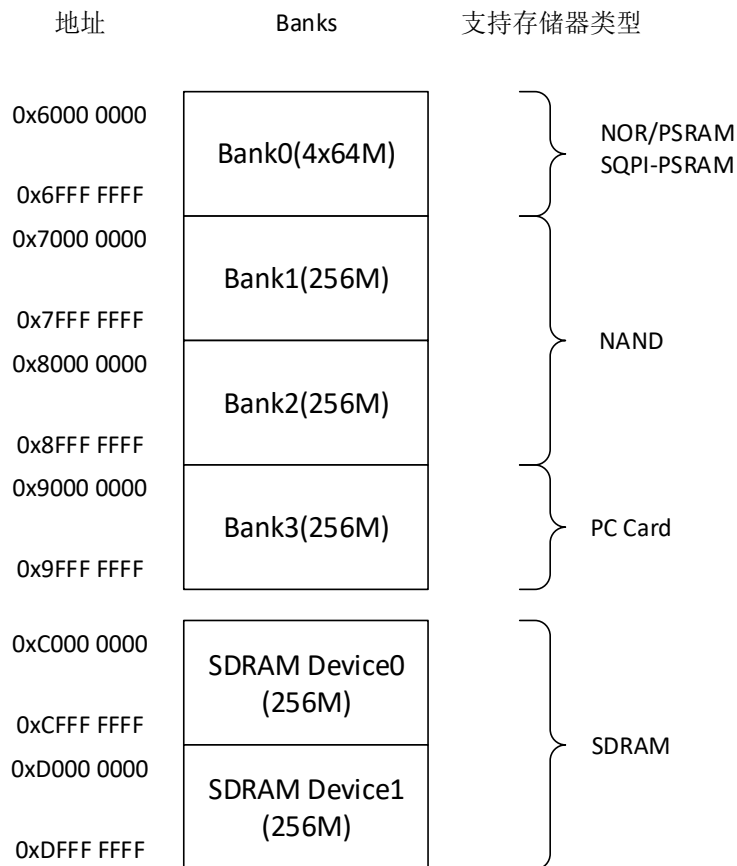 地址 Banks 支持存储器类型
0x6000 0000
Bank0(4x64M)
NOR/PSRAM
SQPI-PSRAM
0x6FFF FFFF
0x7000 0000
Bank1(256M)
0x7FFF FFFF
NAND
0x8000 0000
Bank2(256M)
0x8FFF FFFF
0x9000 0000
Bank3(256M)
PC Card
0x9FFF FFFF
0xC000 0000
SDRAM Device0
(256M)
0xCFFF FFFF
SDRAM
0xD000 0000
SDRAM Device1
(256M)
0xDFFF FFFF